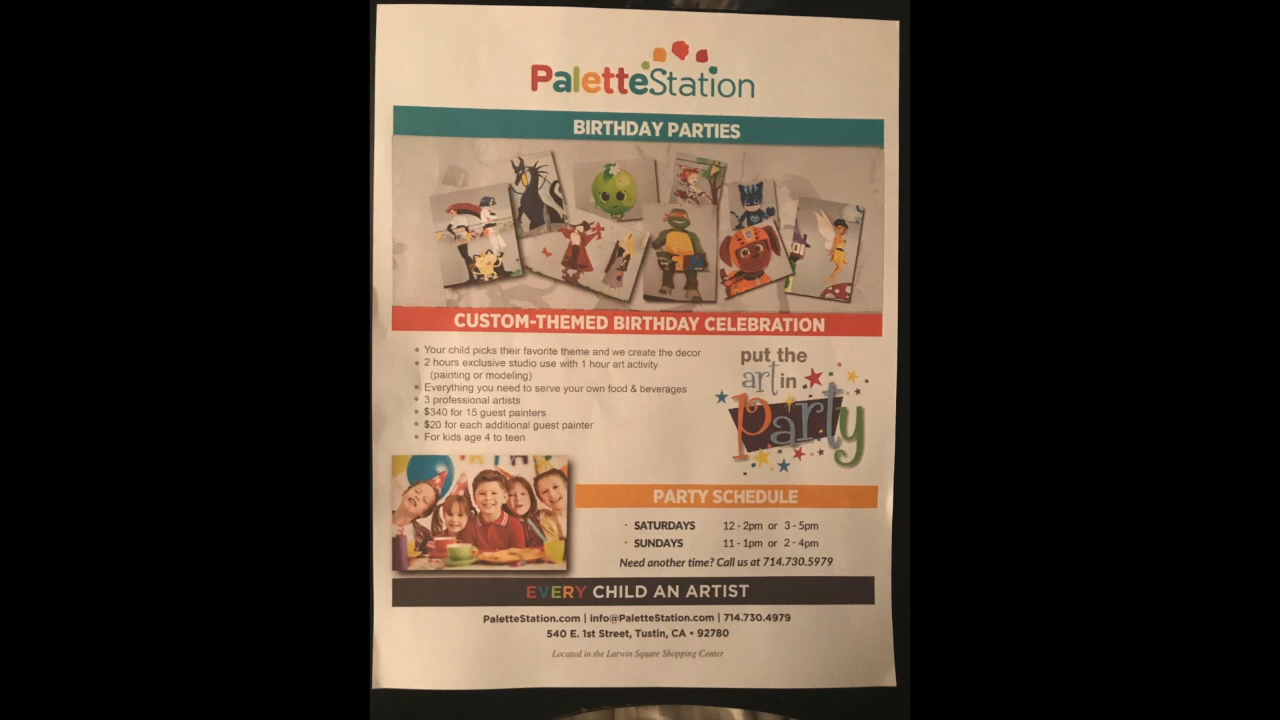 PaletteStation
BIRTHDAY PARTIES
CUSTOM-THEMED BIRTHDAY CELEBRATION
• Your child picks their favorite theme and we create the decor
• 2 hours exclusive studio use with 1 hour art activity
(painting or modeling)
• Everything you need to serve your own food & beverages
• 3 professional artists
• $340 for 15 guest painters
• $20 for each additional guest painter
• For kids age 4 to teen
put the
art in
party
PARTY SCHEDULE
· SATURDAYS 12 - 2pm or 3 - 5pm
· SUNDAYS 11 - 1pm or 2 - 4pm
Need another time? Call us at 714.730.5979
EVERY CHILD AN ARTIST
PaletteStation.com | info@PaletteStation.com | 714.730.4979
540 E. 1st Street, Tustin, CA • 92780
Located in the Larwin Square Shopping Center